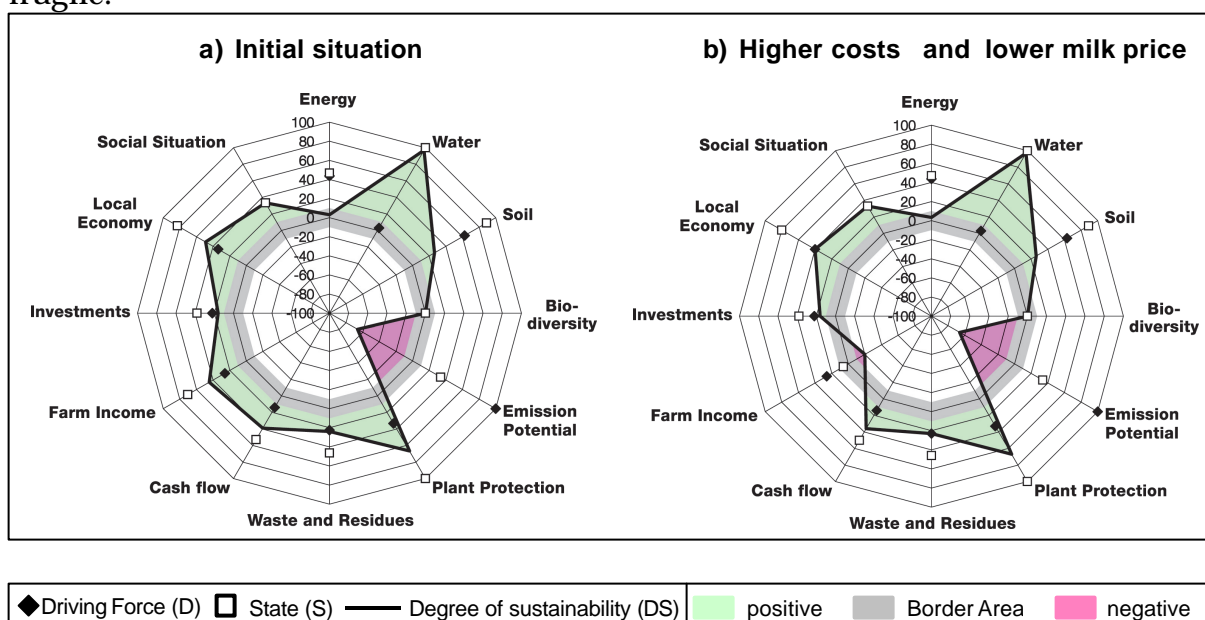 fragile.
a) Initial situation
Energy
100
80
60
40
20
0
-20
-40
-60
-80
-100
Water
Soil
Bio-
diversity
Emission
Potential
Plant Protection
Waste and Residues
Cash flow
Farm Income
Investments
Local
Economy
Social Situation
b) Higher costs and lower milk price
Energy
100
80
60
40
20
0
-20
-40
-60
-80
-100
Water
Soil
Bio-
diversity
Emission
Potential
Plant Protection
Waste and Residues
Cash flow
Farm Income
Investments
Local
Economy
Social Situation
Driving Force (D) State (S) Degree of sustainability (DS) positive Border Area negative